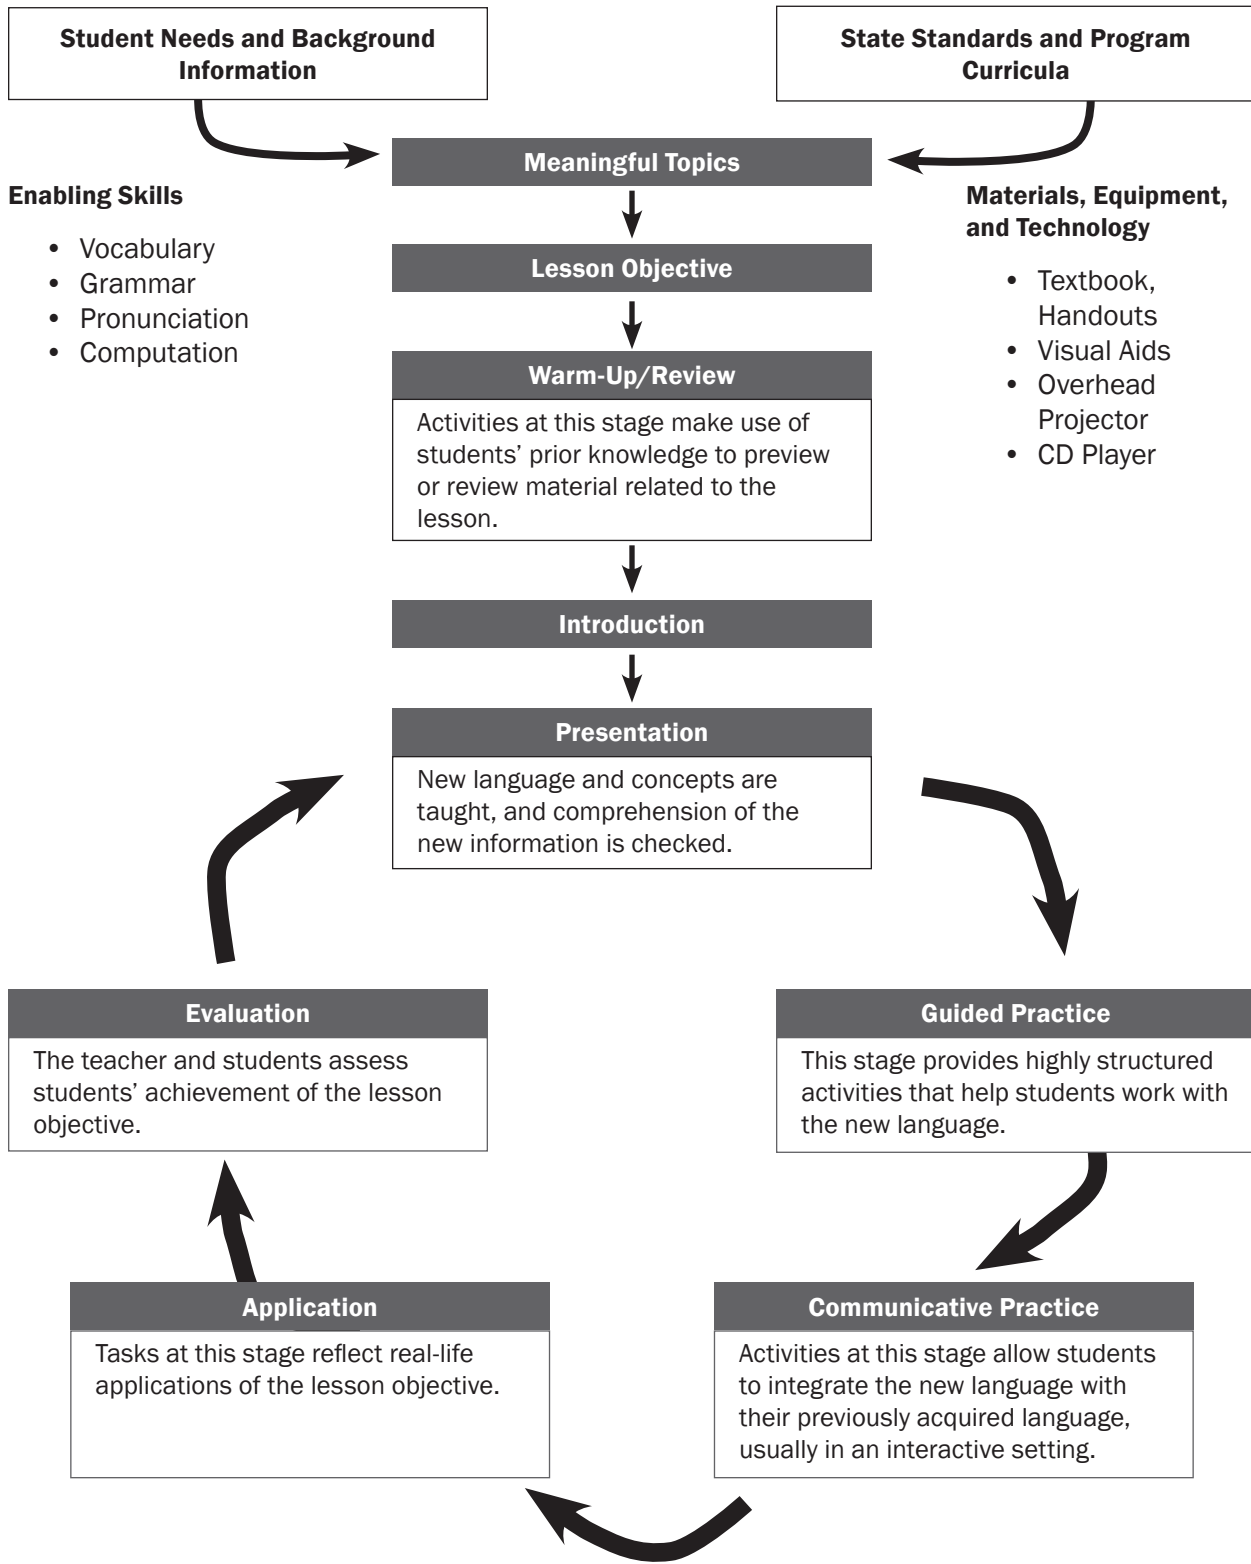 Student Needs and Background
Information
State Standards and Program
Curricula
Meaningful Topics
Enabling Skills
• Vocabulary
• Grammar
• Pronunciation
• Computation
Materials, Equipment,
and Technology
• Textbook,
Handouts
• Visual Aids
• Overhead
Projector
• CD Player
Lesson Objective
Warm-Up/Review
Activities at this stage make use of
students’ prior knowledge to preview
or review material related to the
lesson.
Introduction
Presentation
New language and concepts are
taught, and comprehension of the
new information is checked.
Evaluation
The teacher and students assess
students’ achievement of the lesson
objective.
Guided Practice
This stage provides highly structured
activities that help students work with
the new language.
Application
Tasks at this stage reflect real-life
applications of the lesson objective.
Communicative Practice
Activities at this stage allow students
to integrate the new language with
their previously acquired language,
usually in an interactive setting.